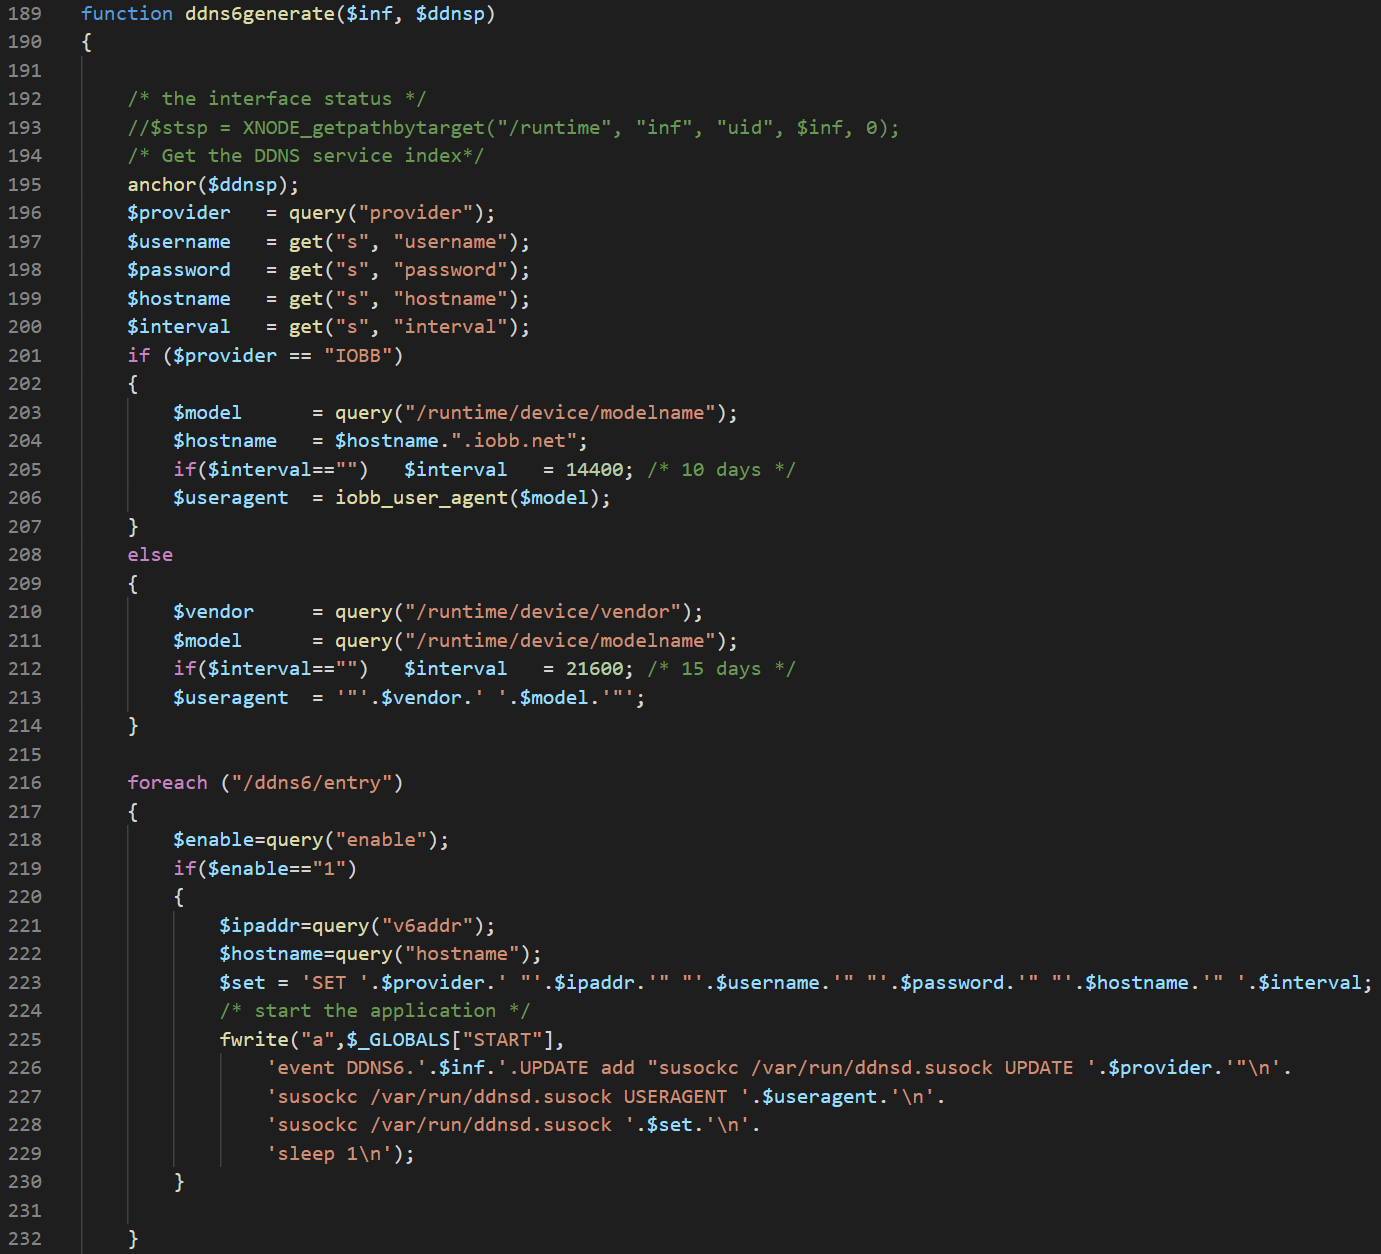 189 function ddns6generate($inf, $ddnsp)
190 {
191
192     /* the interface status */
193     //$stsp = XNODE_getpathbytarget("/runtime", "inf", "uid", $inf, 0);
194     /* Get the DDNS service index*/
195     anchor($ddnsp);
196     $provider   = query("provider");
197     $username   = get("s", "username");
198     $password   = get("s", "password");
199     $hostname   = get("s", "hostname");
200     $interval   = get("s", "interval");
201     if ($provider == "IOBB")
202     {
203         $model      = query("/runtime/device/modelname");
204         $hostname   = $hostname.".iobb.net";
205         if($interval=="")   $interval   = 14400; /* 10 days */
206         $useragent  = iobb_user_agent($model);
207     }
208     else
209     {
210         $vendor     = query("/runtime/device/vendor");
211         $model      = query("/runtime/device/modelname");
212         if($interval=="")   $interval   = 21600; /* 15 days */
213         $useragent  = '"'.$vendor.' '.$model.'"';
214     }
215
216     foreach ("/ddns6/entry")
217     {
218         $enable=query("enable");
219         if($enable=="1")
220         {
221             $ipaddr=query("v6addr");
222             $hostname=query("hostname");
223             $set = 'SET '.$provider.' "'.$ipaddr.'" "'.$username.'" "'.$password.'" "'.$hostname.'" '.$interval;
224             /* start the application */
225             fwrite("a",$_GLOBALS["START"],
226                 'event DDNS6.'.$inf.'.UPDATE add "susockc /var/run/ddnsd.susock UPDATE '.$provider.'"\n'.
227                 'susockc /var/run/ddnsd.susock USERAGENT '.$useragent.'\n'.
228                 'susockc /var/run/ddnsd.susock '.$set.'\n'.
229                 'sleep 1\n');
230         }
231
232     }